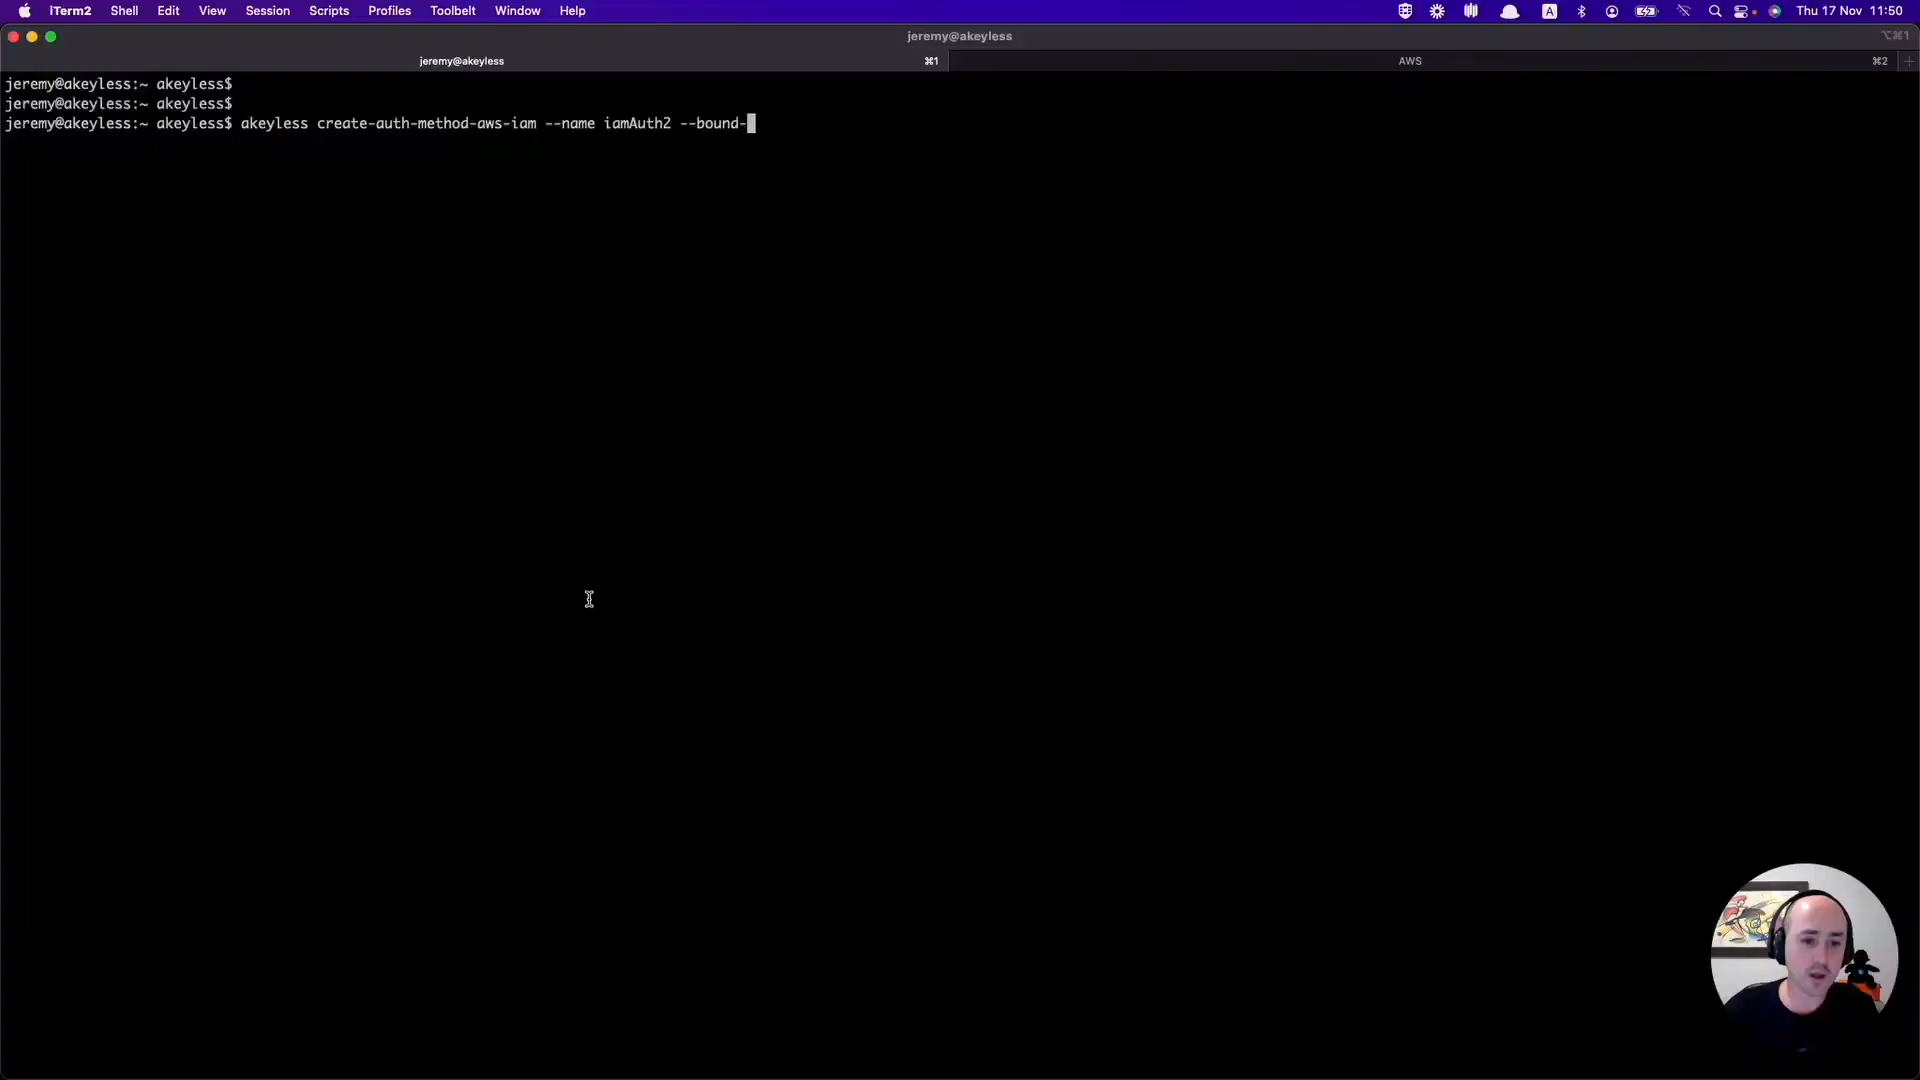 iTerm2 Shell Edit View Session Scripts Profiles Toolbelt Window Help A Thu 17 Nov 11:50
jeremy@akeyless ⌥⌘1
jeremy@akeyless ⌘1 AWS ⌘2 +
jeremy@akeyless:~ akeyless$
jeremy@akeyless:~ akeyless$
jeremy@akeyless:~ akeyless$ akeyless create-auth-method-aws-iam --name iamAuth2 --bound-